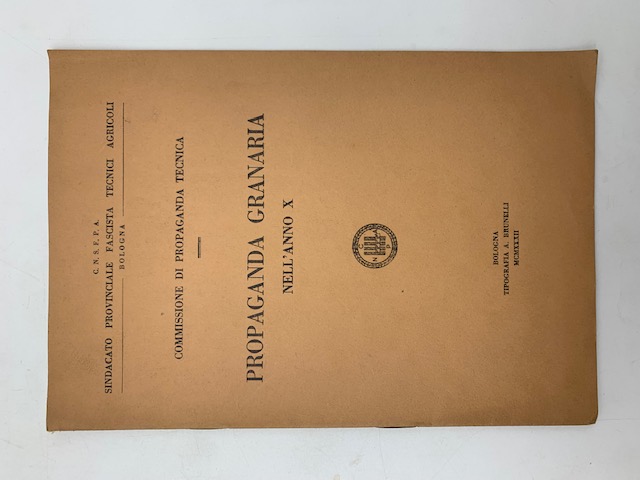 C. N. S. F. P. A.
SINDACATO PROVINCIALE FASCISTA TECNICI AGRICOLI
BOLOGNA
COMMISSIONE DI PROPAGANDA TECNICA
PROPAGANDA GRANARIA
NELL'ANNO X
BOLOGNA
TIPOGRAFIA A. BRUNELLI
MCMXXXII